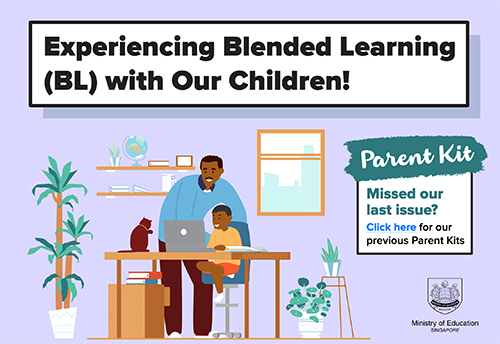 Experiencing Blended Learning
(BL) with Our Children!
Parent Kit
Missed our
last issue?
Click here for our
previous Parent Kits
Ministry of Education
SINGAPORE